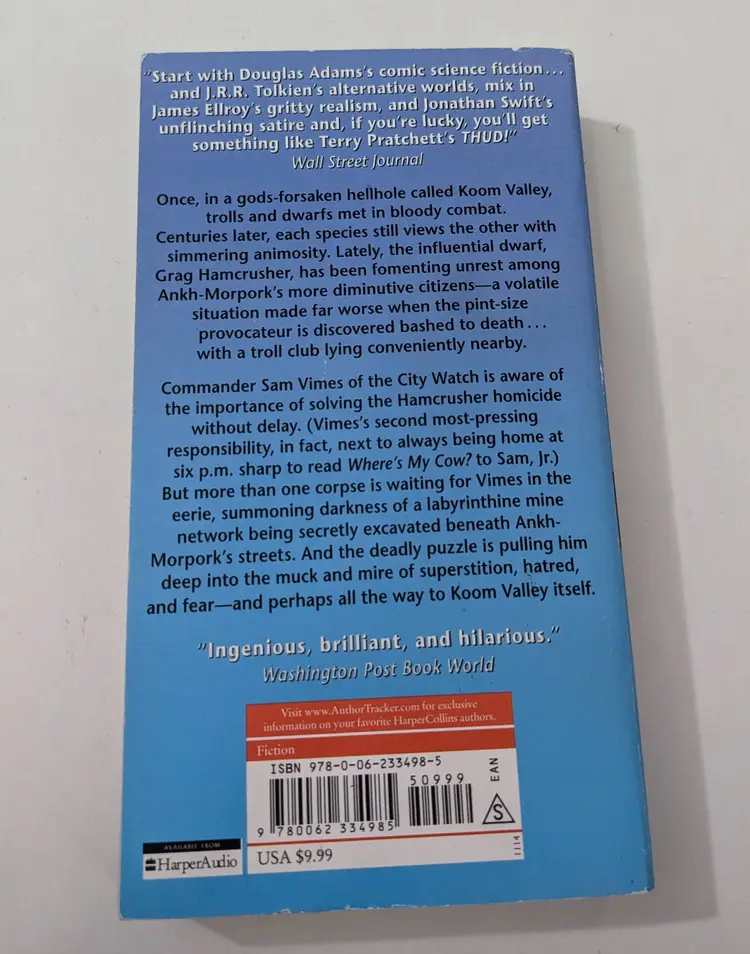 "Start with Douglas Adams's comic science fiction...
and J.R.R. Tolkien's alternative worlds, mix in
James Ellroy's gritty realism, and Jonathan Swift's
unflinching satire and, if you're lucky, you'll get
something like Terry Pratchett's THUD!"
Wall Street Journal
Once, in a gods-forsaken hellhole called Koom Valley,
trolls and dwarfs met in bloody combat.
Centuries later, each species still views the other with
simmering animosity. Lately, the influential dwarf,
Grag Hamcrusher, has been fomenting unrest among
Ankh-Morpork's more diminutive citizens—a volatile
situation made far worse when the pint-size
provocateur is discovered bashed to death...
with a troll club lying conveniently nearby.
Commander Sam Vimes of the City Watch is aware of
the importance of solving the Hamcrusher homicide
without delay. (Vimes's second most-pressing
responsibility, in fact, next to always being home at
six p.m. sharp to read Where's My Cow? to Sam, Jr.)
But more than one corpse is waiting for Vimes in the
eerie, summoning darkness of a labyrinthine mine
network being secretly excavated beneath Ankh-
Morpork's streets. And the deadly puzzle is pulling him
deep into the muck and mire of superstition, hatred,
and fear—and perhaps all the way to Koom Valley itself.
"Ingenious, brilliant, and hilarious."
Washington Post Book World
Visit www.AuthorTracker.com for exclusive
information on your favorite HarperCollins authors.
Fiction
ISBN 978-0-06-233498-5
50999
EAN
S
9 780062 334985
1114
AVAILABLE FROM
HarperAudio
USA $9.99